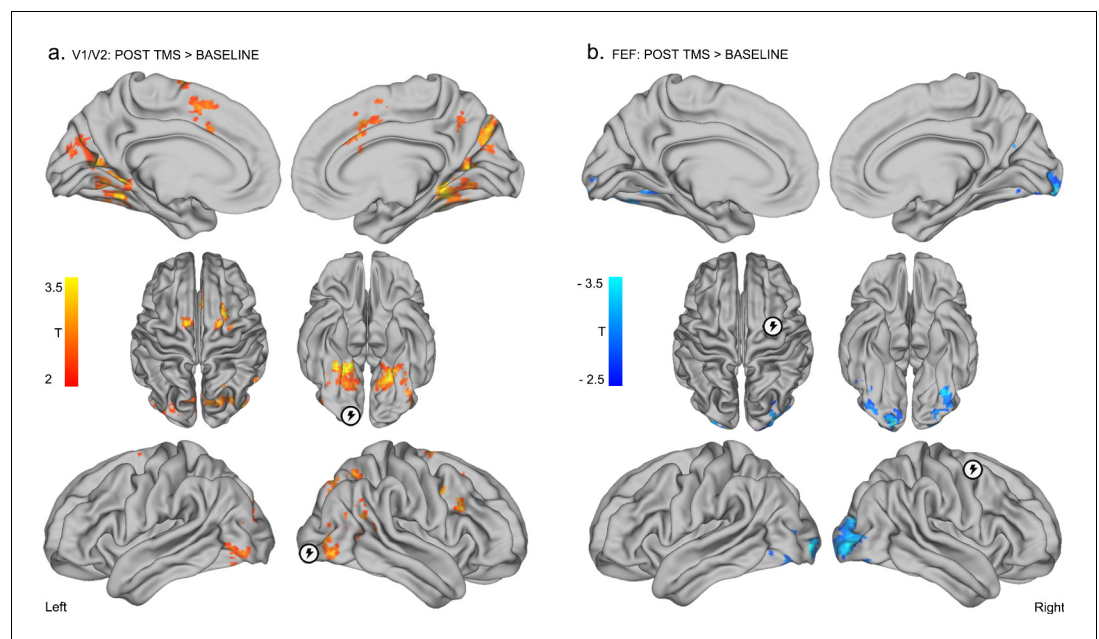 a. V1/V2: POST TMS > BASELINE
b. FEF: POST TMS > BASELINE
3.5
T
2
- 3.5
T
- 2.5
Left
Right